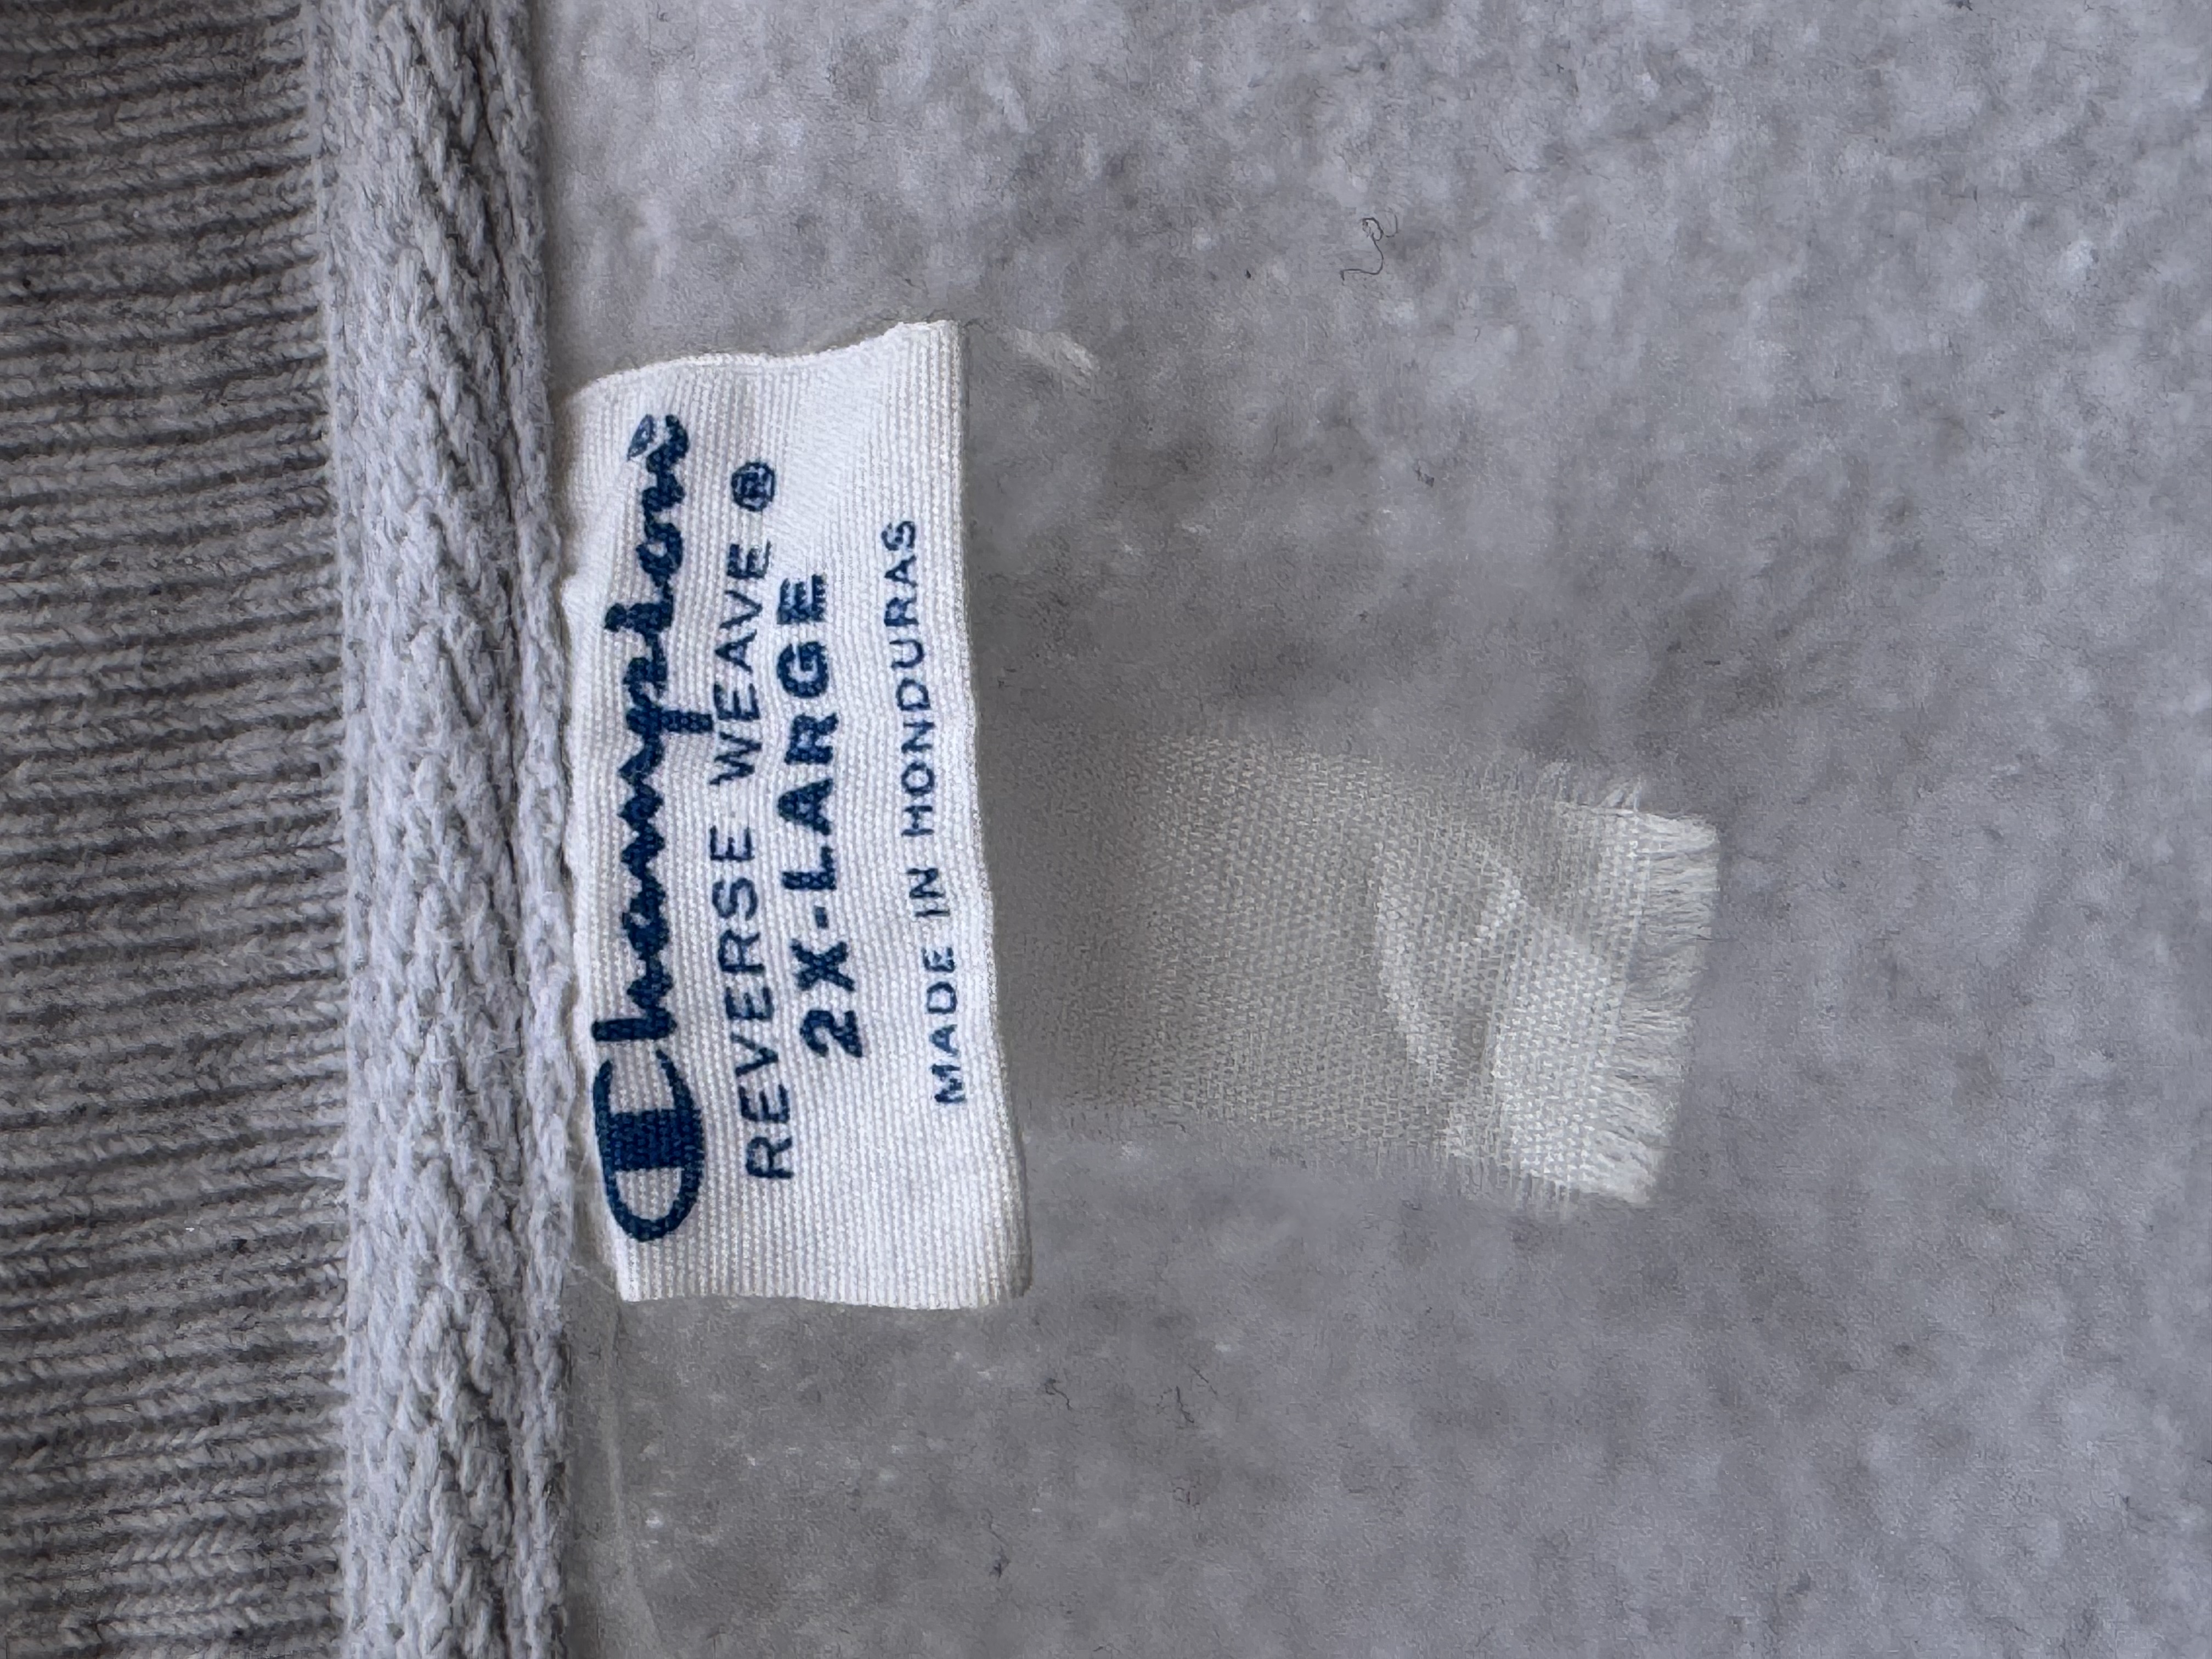 Champion®
REVERSE WEAVE ®
2X-LARGE
MADE IN HONDURAS